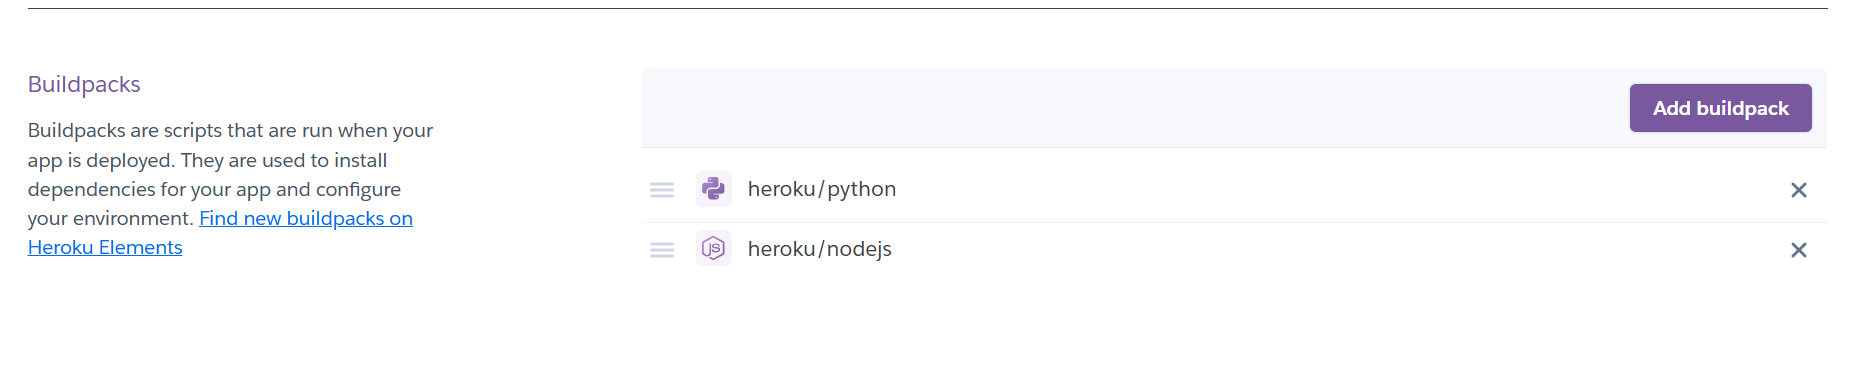 Buildpacks
Buildpacks are scripts that are run when your
app is deployed. They are used to install
dependencies for your app and configure
your environment. Find new buildpacks on
Heroku Elements
Add buildpack
heroku/python
heroku/nodejs